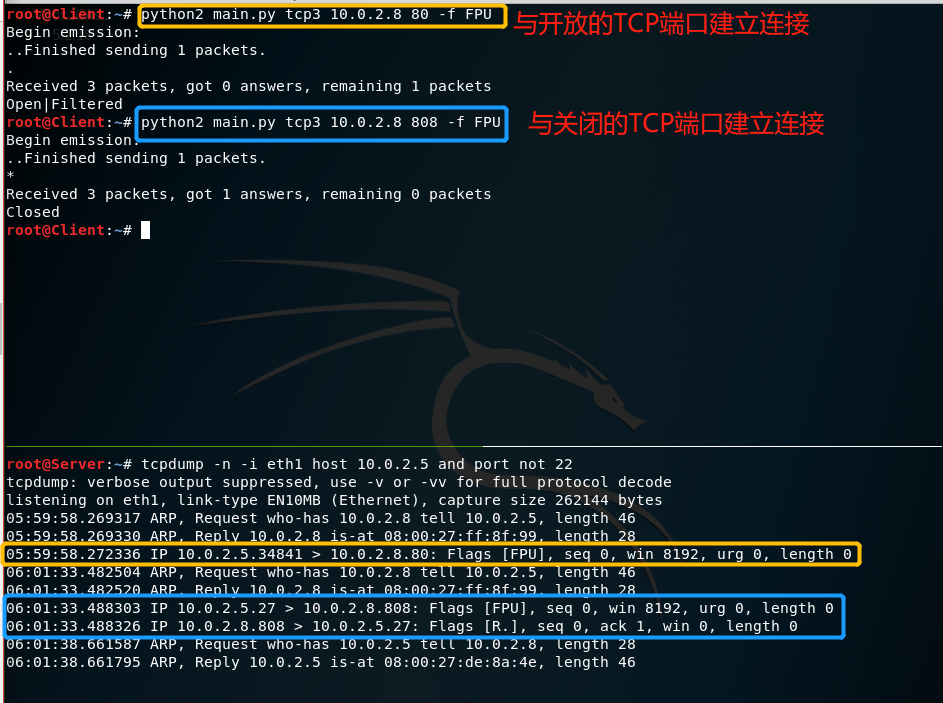 root@Client:~# python2 main.py tcp3 10.0.2.8 80 -f FPU 与开放的TCP端口建立连接
Begin emission:
..Finished sending 1 packets.
.
Received 3 packets, got 0 answers, remaining 1 packets
Open|Filtered
root@Client:~# python2 main.py tcp3 10.0.2.8 808 -f FPU 与关闭的TCP端口建立连接
Begin emission:
..Finished sending 1 packets.
*
Received 3 packets, got 1 answers, remaining 0 packets
Closed
root@Client:~#
root@Server:~# tcpdump -n -i eth1 host 10.0.2.5 and port not 22
tcpdump: verbose output suppressed, use -v or -vv for full protocol decode
listening on eth1, link-type EN10MB (Ethernet), capture size 262144 bytes
05:59:58.269317 ARP, Request who-has 10.0.2.8 tell 10.0.2.5, length 46
05:59:58.269330 ARP, Reply 10.0.2.8 is-at 08:00:27:ff:8f:99, length 28
05:59:58.272336 IP 10.0.2.5.34841 > 10.0.2.8.80: Flags [FPU], seq 0, win 8192, urg 0, length 0
06:01:33.482504 ARP, Request who-has 10.0.2.8 tell 10.0.2.5, length 46
06:01:33.482520 ARP, Reply 10.0.2.8 is-at 08:00:27:ff:8f:99, length 28
06:01:33.488303 IP 10.0.2.5.27 > 10.0.2.8.808: Flags [FPU], seq 0, win 8192, urg 0, length 0
06:01:33.488326 IP 10.0.2.8.808 > 10.0.2.5.27: Flags [R.], seq 0, ack 1, win 0, length 0
06:01:38.661587 ARP, Request who-has 10.0.2.5 tell 10.0.2.8, length 28
06:01:38.661795 ARP, Reply 10.0.2.5 is-at 08:00:27:de:8a:4e, length 46